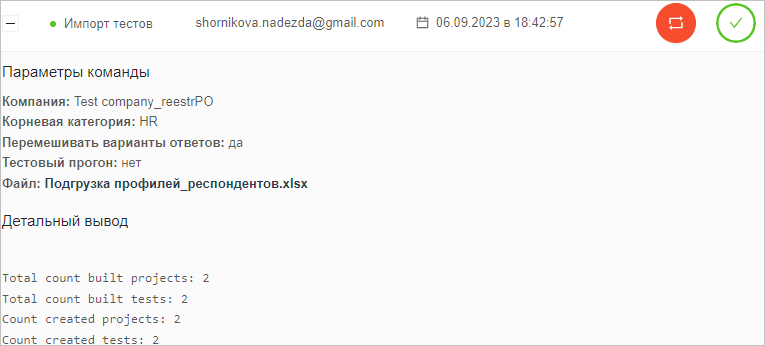 Импорт тестов shornikova.nadezda@gmail.com 06.09.2023 в 18:42:57
Параметры команды
Компания: Test company_reestrPO
Корневая категория: HR
Перемешивать варианты ответов: да
Тестовый прогон: нет
Файл: Подгрузка профилей_респондентов.xlsx
Детальный вывод
Total count built projects: 2
Total count built tests: 2
Count created projects: 2
Count created tests: 2